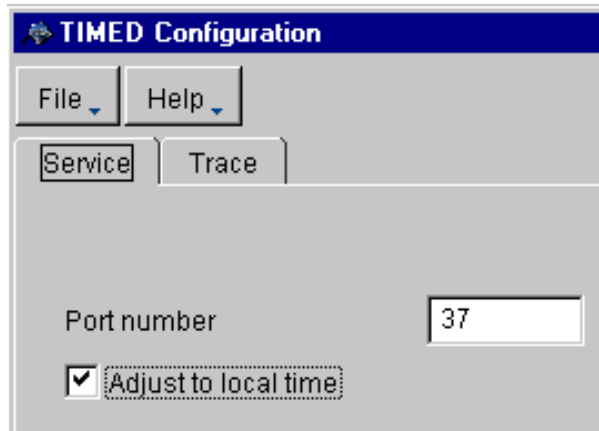 TIMED Configuration
File Help
Service Trace
Port number 37
Adjust to local time